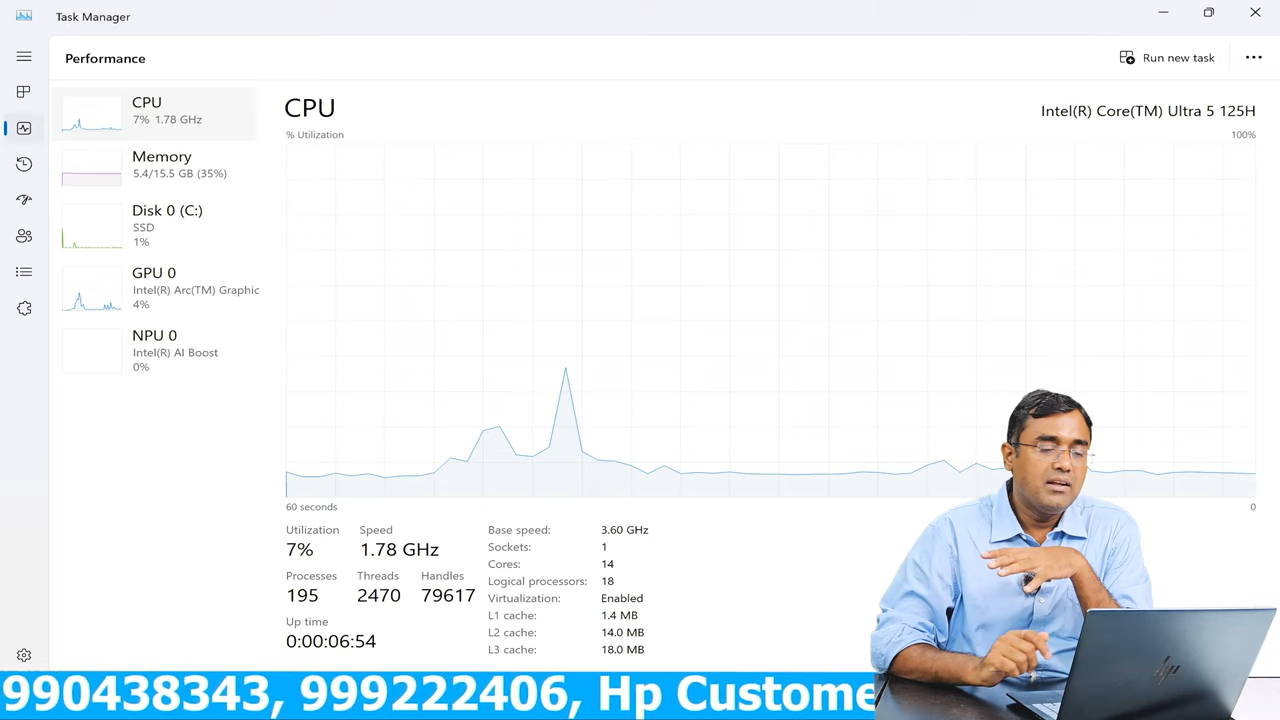 Task Manager
Performance
Run new task
CPU
7% 1.78 GHz
Memory
5.4/15.5 GB (35%)
Disk 0 (C:)
SSD
1%
GPU 0
Intel(R) Arc(TM) Graphic
4%
NPU 0
Intel(R) AI Boost
0%
CPU
Intel(R) Core(TM) Ultra 5 125H
% Utilization
100%
60 seconds
0
Utilization
Speed
7%
1.78 GHz
Processes
Threads
Handles
195
2470
79617
Up time
0:00:06:54
Base speed: 3.60 GHz
Sockets: 1
Cores: 14
Logical processors: 18
Virtualization: Enabled
L1 cache: 1.4 MB
L2 cache: 14.0 MB
L3 cache: 18.0 MB
990438343, 999222406, Hp Custome
hp